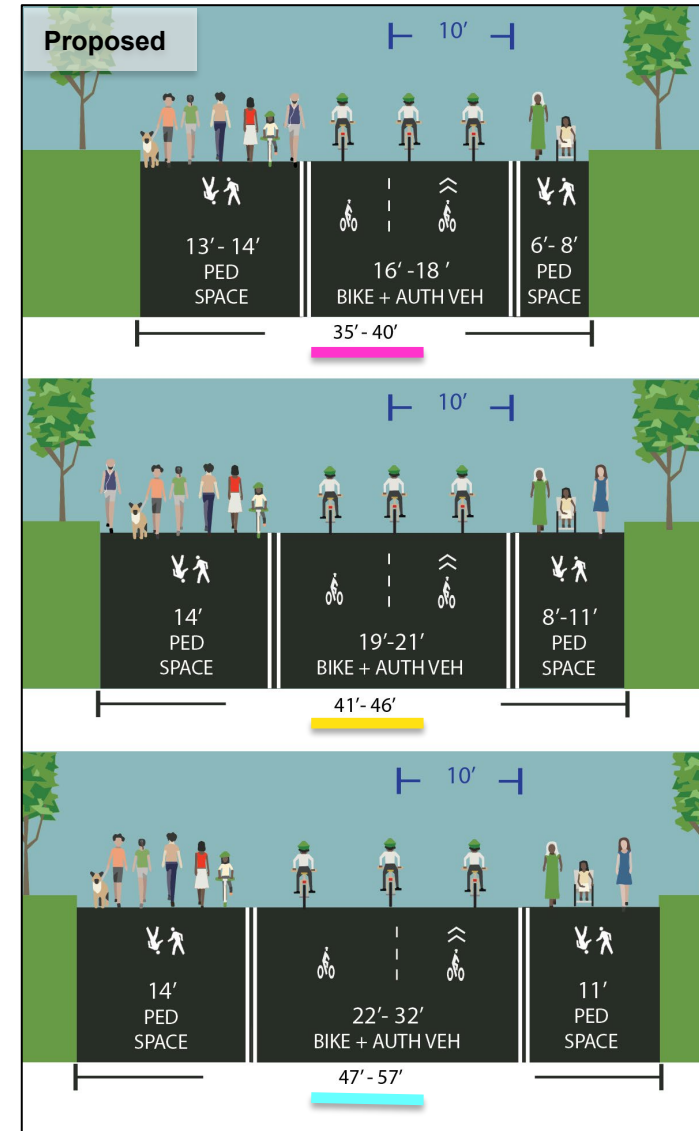 Proposed
10′
13′- 14′
PED
SPACE
16′ -18 ′
BIKE + AUTH VEH
6′- 8′
PED
SPACE
35′- 40′
10′
14′
PED
SPACE
19′-21′
BIKE + AUTH VEH
8′-11′
PED
SPACE
41′- 46′
10′
14′
PED
SPACE
22′- 32′
BIKE + AUTH VEH
11′
PED
SPACE
47′ - 57′